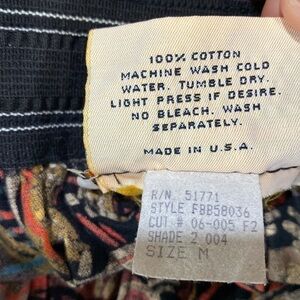 100% COTTON
MACHINE WASH COLD
WATER. TUMBLE DRY.
LIGHT PRESS IF DESIRE.
NO BLEACH. WASH
SEPARATELY.
MADE IN U.S.A.
R/N 51771
STYLE FBB58036
CUT # 06-005 F2
SHADE 2 004
SIZE M